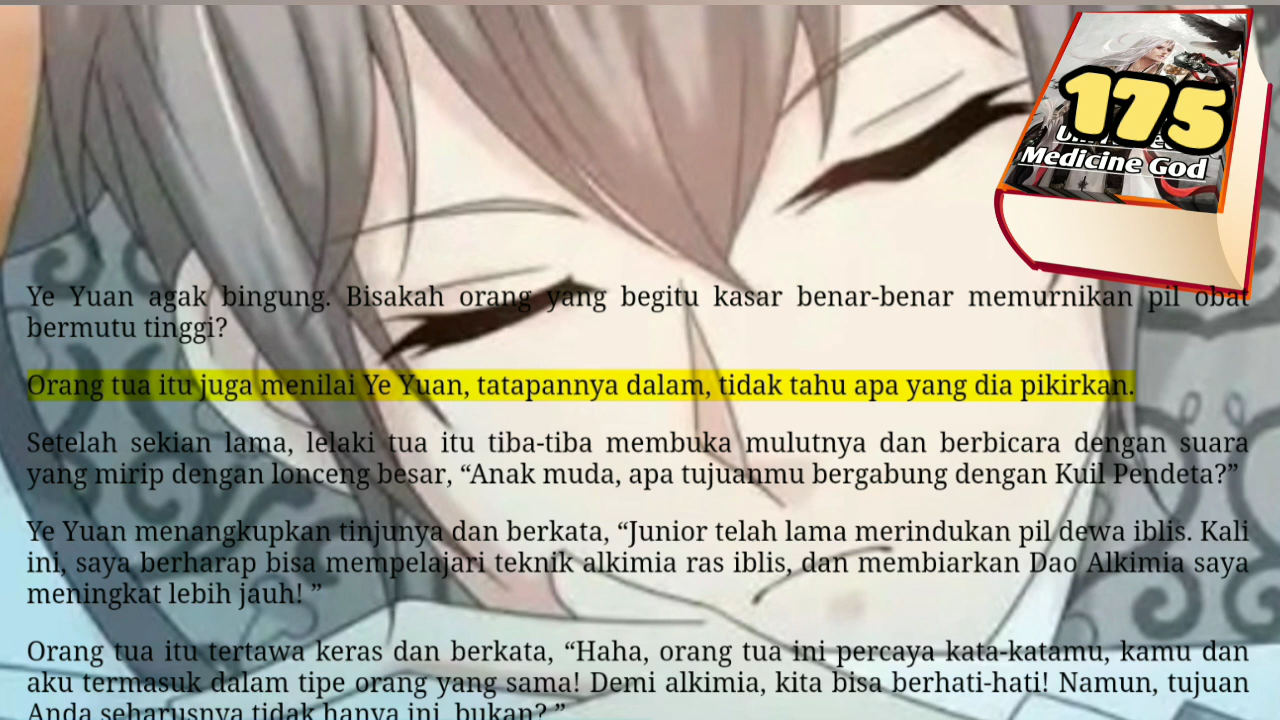 175
Medicine God
Ye Yuan agak bingung. Bisakah orang yang begitu kasar benar-benar memurnikan pil obat
bermutu tinggi?
Orang tua itu juga menilai Ye Yuan, tatapannya dalam, tidak tahu apa yang dia pikirkan.
Setelah sekian lama, lelaki tua itu tiba-tiba membuka mulutnya dan berbicara dengan suara
yang mirip dengan lonceng besar, “Anak muda, apa tujuanmu bergabung dengan Kuil Pendeta?”
Ye Yuan menangkupkan tinjunya dan berkata, “Junior telah lama merindukan pil dewa iblis. Kali
ini, saya berharap bisa mempelajari teknik alkimia ras iblis, dan membiarkan Dao Alkimia saya
meningkat lebih jauh! ”
Orang tua itu tertawa keras dan berkata, “Haha, orang tua ini percaya kata-katamu, kamu dan
aku termasuk dalam tipe orang yang sama! Demi alkimia, kita bisa berhati-hati! Namun, tujuan
Anda seharusnya tidak hanya ini, bukan? ”